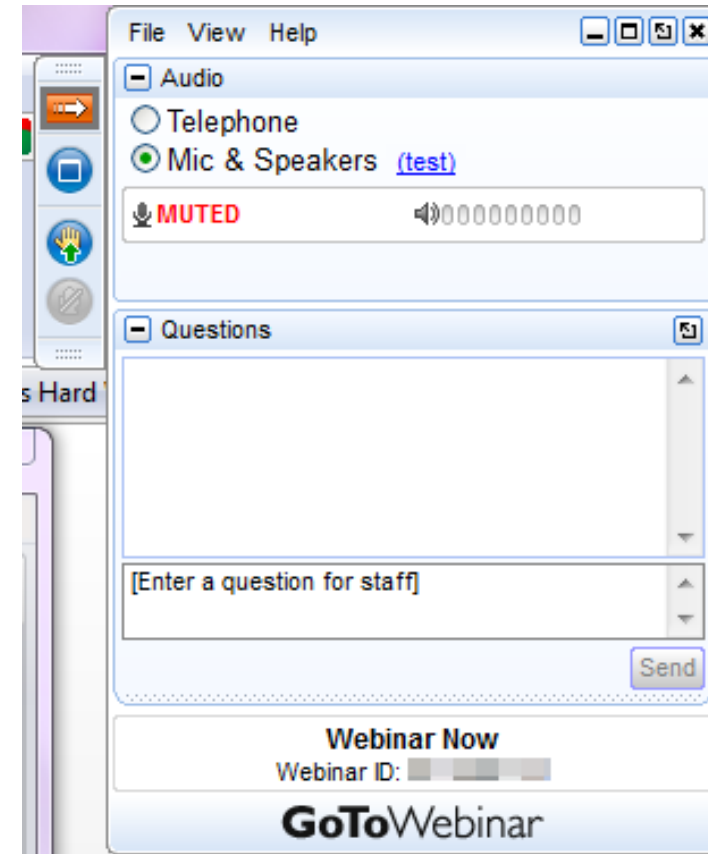 File View Help
Audio
Telephone
Mic & Speakers (test)
MUTED
Questions
s Hard
[Enter a question for staff]
Send
Webinar Now
Webinar ID:
GoToWebinar